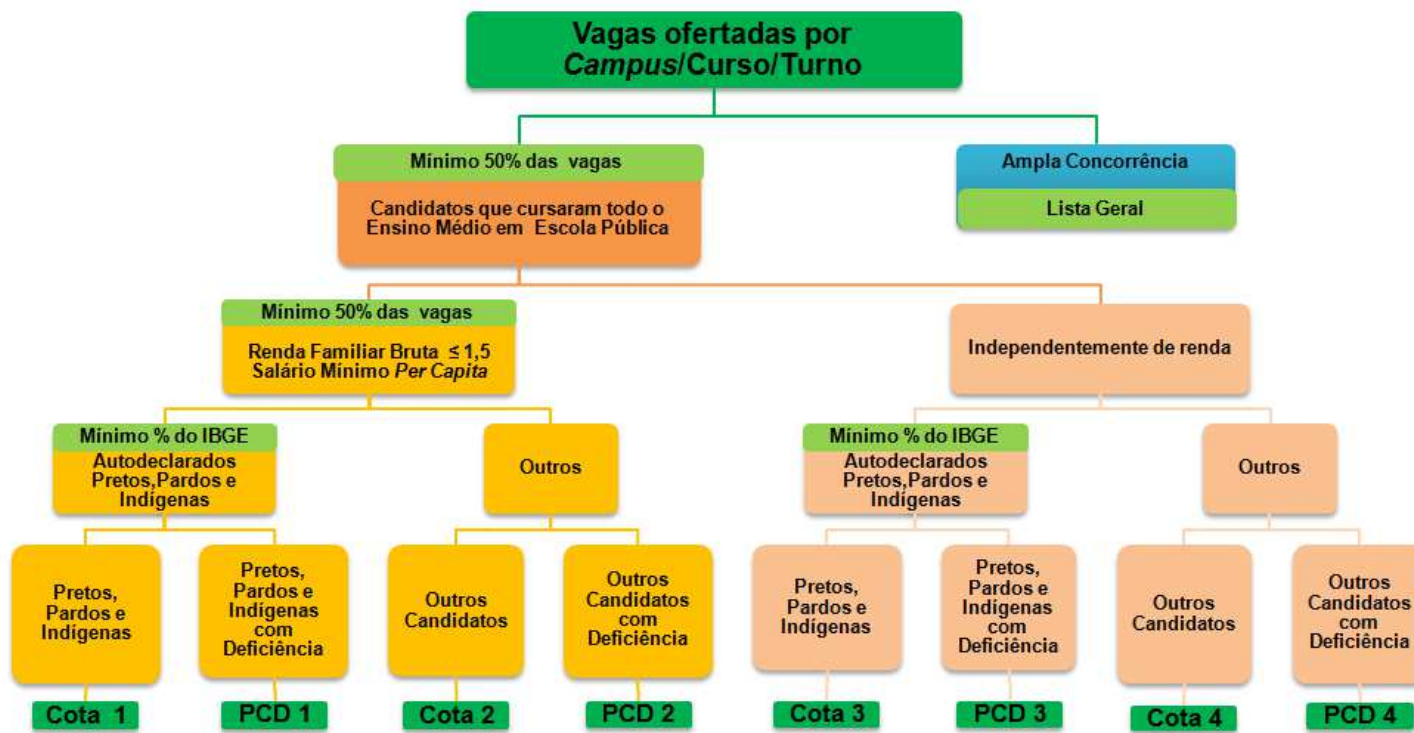 Vagas ofertadas por
Campus/Curso/Turno
Mínimo 50% das vagas
Candidatos que cursaram todo o
Ensino Médio em Escola Pública
Ampla Concorrência
Lista Geral
Mínimo 50% das vagas
Renda Familiar Bruta ≤ 1,5
Salário Mínimo Per Capita
Independentemente de renda
Mínimo % do IBGE
Autodeclarados
Pretos,Pardos e
Indígenas
Outros
Mínimo % do IBGE
Autodeclarados
Pretos,Pardos e
Indígenas
Outros
Pretos,
Pardos e
Indígenas
Pretos,
Pardos e
Indígenas
com
Deficiência
Outros
Candidatos
Outros
Candidatos
com
Deficiência
Pretos,
Pardos e
Indígenas
Pretos,
Pardos e
Indígenas
com
Deficiência
Outros
Candidatos
Outros
Candidatos
com
Deficiência
Cota 1
PCD 1
Cota 2
PCD 2
Cota 3
PCD 3
Cota 4
PCD 4